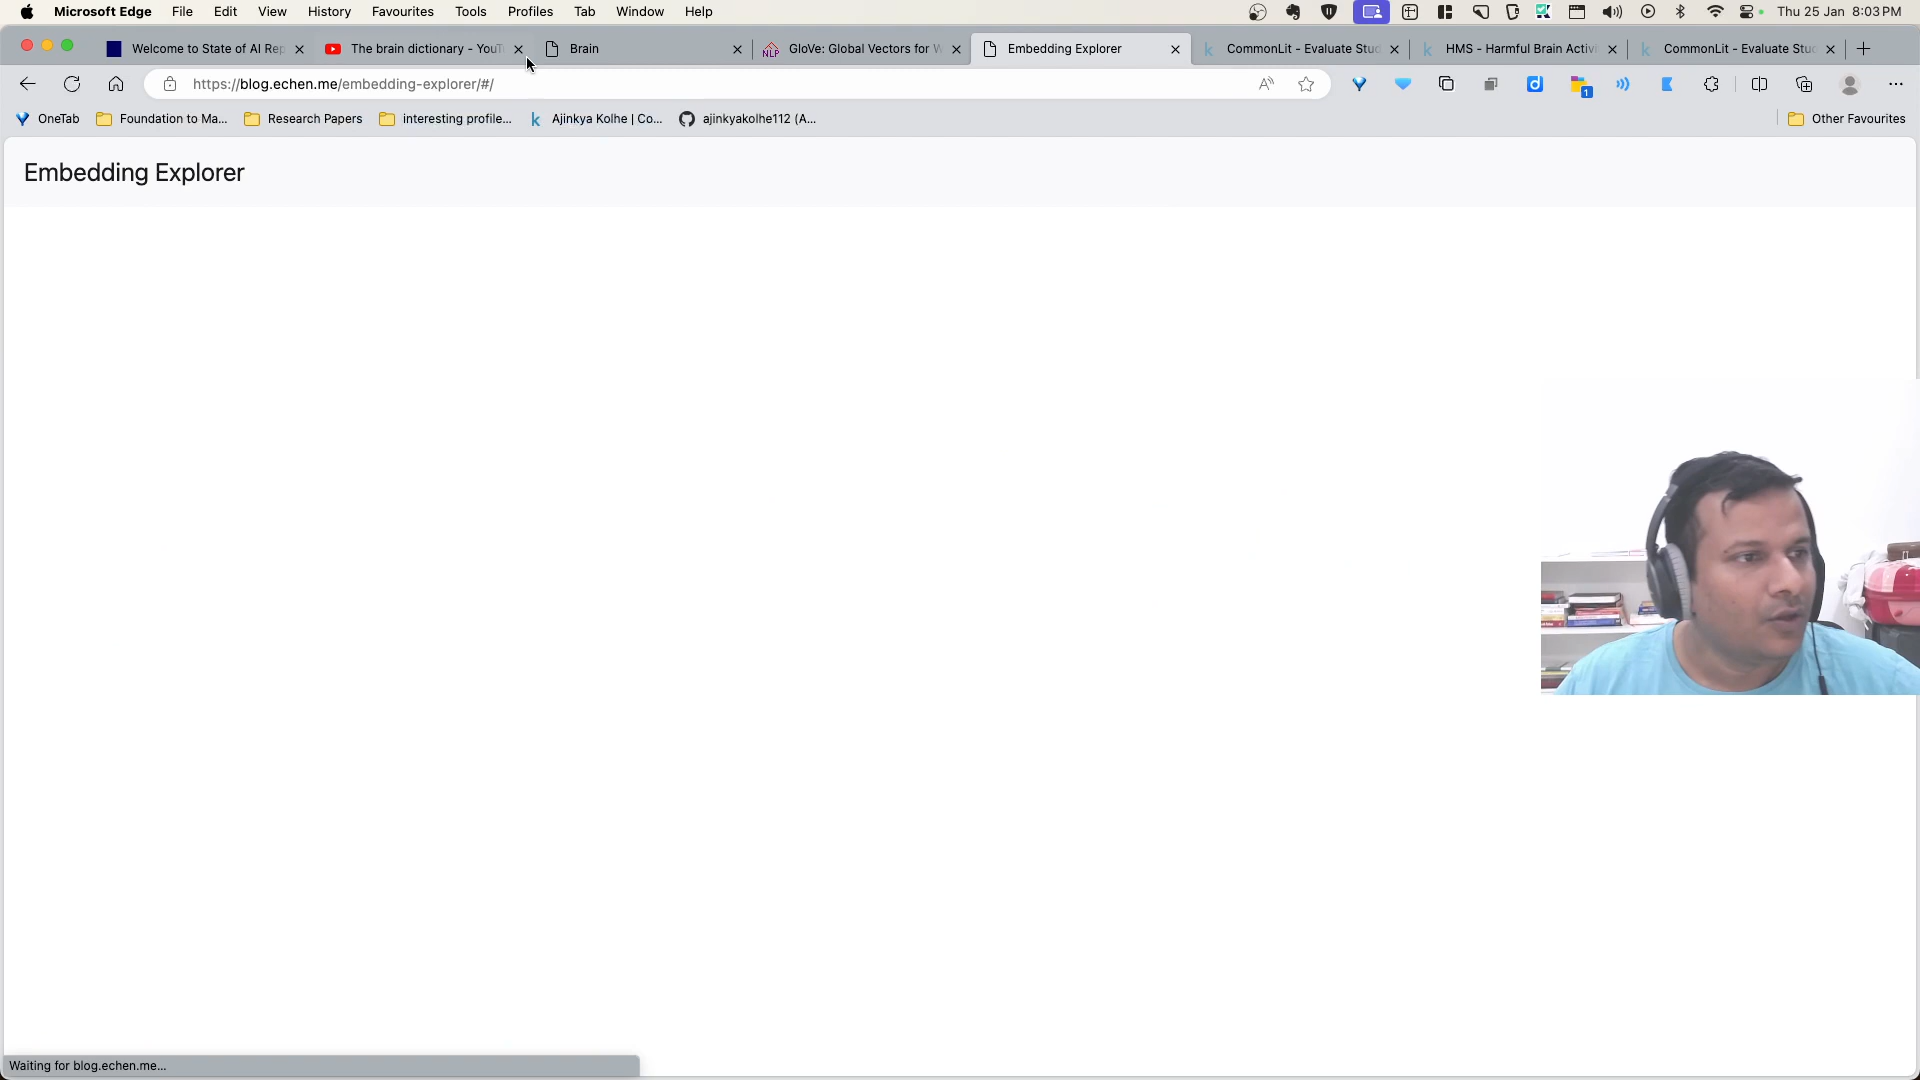 Microsoft Edge File Edit View History Favourites Tools Profiles Tab Window Help Thu 25 Jan 8:03 PM
Welcome to State of AI Rep The brain dictionary - YouT Brain GloVe: Global Vectors for W Embedding Explorer CommonLit - Evaluate Stud HMS - Harmful Brain Activi CommonLit - Evaluate Stud
https://blog.echen.me/embedding-explorer/#/
OneTab Foundation to Ma... Research Papers interesting profile... Ajinkya Kolhe | Co... ajinkyakolhe112 (A... Other Favourites
Embedding Explorer
Waiting for blog.echen.me...